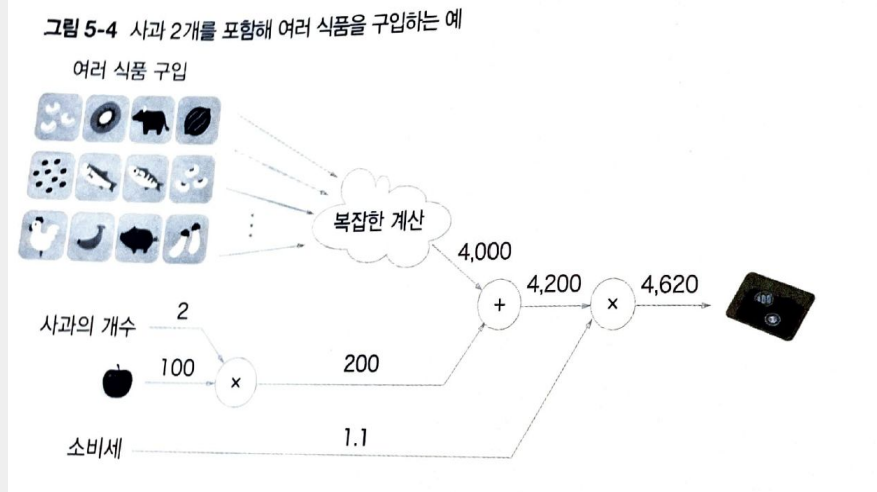 그림 5-4 사과 2개를 포함해 여러 식품을 구입하는 예
여러 식품 구입
복잡한 계산
4,000
+
4,200
×
4,620
사과의 개수
2
100
×
200
소비세
1.1